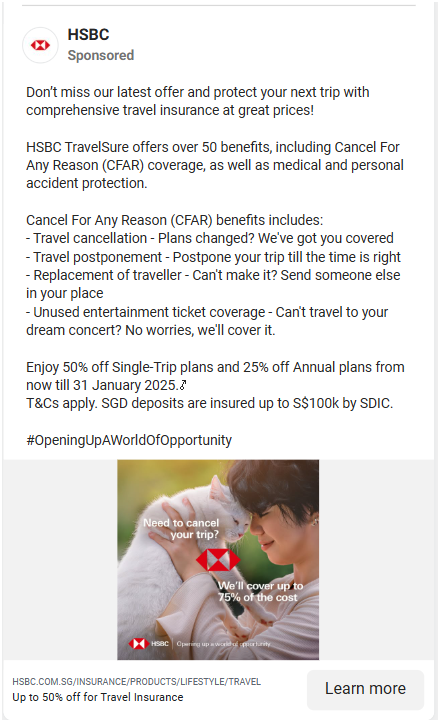 HSBC
Sponsored
Don't miss our latest offer and protect your next trip with
comprehensive travel insurance at great prices!
HSBC TravelSure offers over 50 benefits, including Cancel For
Any Reason (CFAR) coverage, as well as medical and personal
accident protection.
Cancel For Any Reason (CFAR) benefits includes:
- Travel cancellation - Plans changed? We've got you covered
- Travel postponement - Postpone your trip till the time is right
- Replacement of traveller - Can't make it? Send someone else
in your place
- Unused entertainment ticket coverage - Can't travel to your
dream concert? No worries, we'll cover it.
Enjoy 50% off Single-Trip plans and 25% off Annual plans from
now till 31 January 2025.
T&Cs apply. SGD deposits are insured up to S$100k by SDIC.
#OpeningUpAWorldOfOpportunity
Need to cancel
your trip?
We'll cover up to
75% of the cost
HSBC | Opening up a world of opportunity
HSBC.COM.SG/INSURANCE/PRODUCTS/LIFESTYLE/TRAVEL
Up to 50% off for Travel Insurance
Learn more